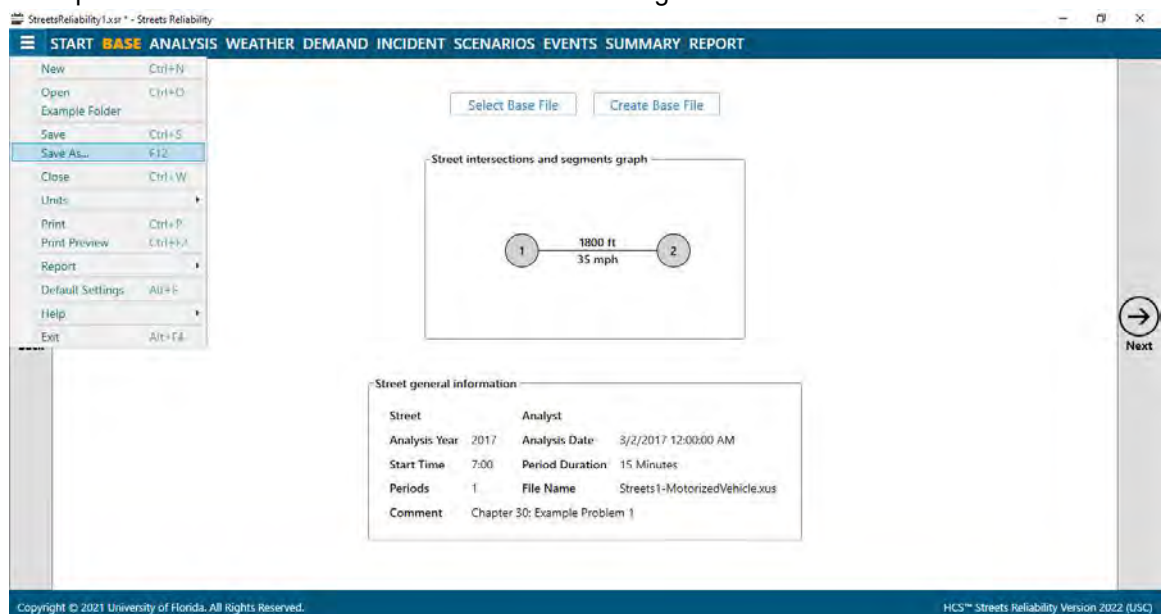 StreetsReliability1.xsr * - Streets Reliability
START BASE ANALYSIS WEATHER DEMAND INCIDENT SCENARIOS EVENTS SUMMARY REPORT
New Ctrl+N
Open Ctrl+O
Example Folder
Save Ctrl+S
Save As... F12
Close Ctrl+W
Units
Print Ctrl+P
Print Preview
Report
Default Settings
Help
Exit Alt+F4
Select Base File Create Base File
Street intersections and segments graph
1 1800 ft 2
35 mph
Next
Street general information
Street Analyst
Analysis Year 2017 Analysis Date 3/2/2017 12:00:00 AM
Start Time 7:00 Period Duration 15 Minutes
Periods 1 File Name Streets1-MotorizedVehicle.xus
Comment Chapter 30: Example Problem 1
Copyright © 2021 University of Florida. All Rights Reserved. HCS™ Streets Reliability Version 2022 (USC)